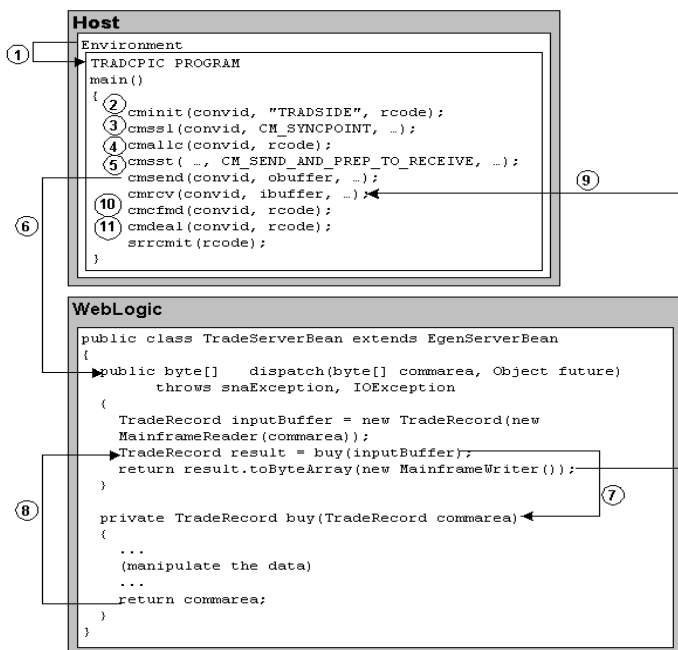 Host
Environment
1
TRADCPIC PROGRAM
main()
{
2
cminit(convid, "TRADSIDE", rcode);
3
cmssl(convid, CM_SYNCPOINT, …);
4
cmallc(convid, rcode);
5
cmsst( …, CM_SEND_AND_PREP_TO_RECEIVE, …);
cmsend(convid, obuffer, …);
9
cmrcv(convid, ibuffer, …);
10
cmcfmd(convid, rcode);
6
11
cmdeal(convid, rcode);
srrcmit(rcode);
}
WebLogic
public class TradeServerBean extends EgenServerBean
{
public byte[]   dispatch(byte[] commarea, Object future)
throws snaException, IOException
{
TradeRecord inputBuffer = new TradeRecord(new
MainframeReader(commarea));
TradeRecord result = buy(inputBuffer);
return result.toByteArray(new MainframeWriter());
}
7
8
private TradeRecord buy(TradeRecord commarea)
{
...
(manipulate the data)
...
return commarea;
}
}